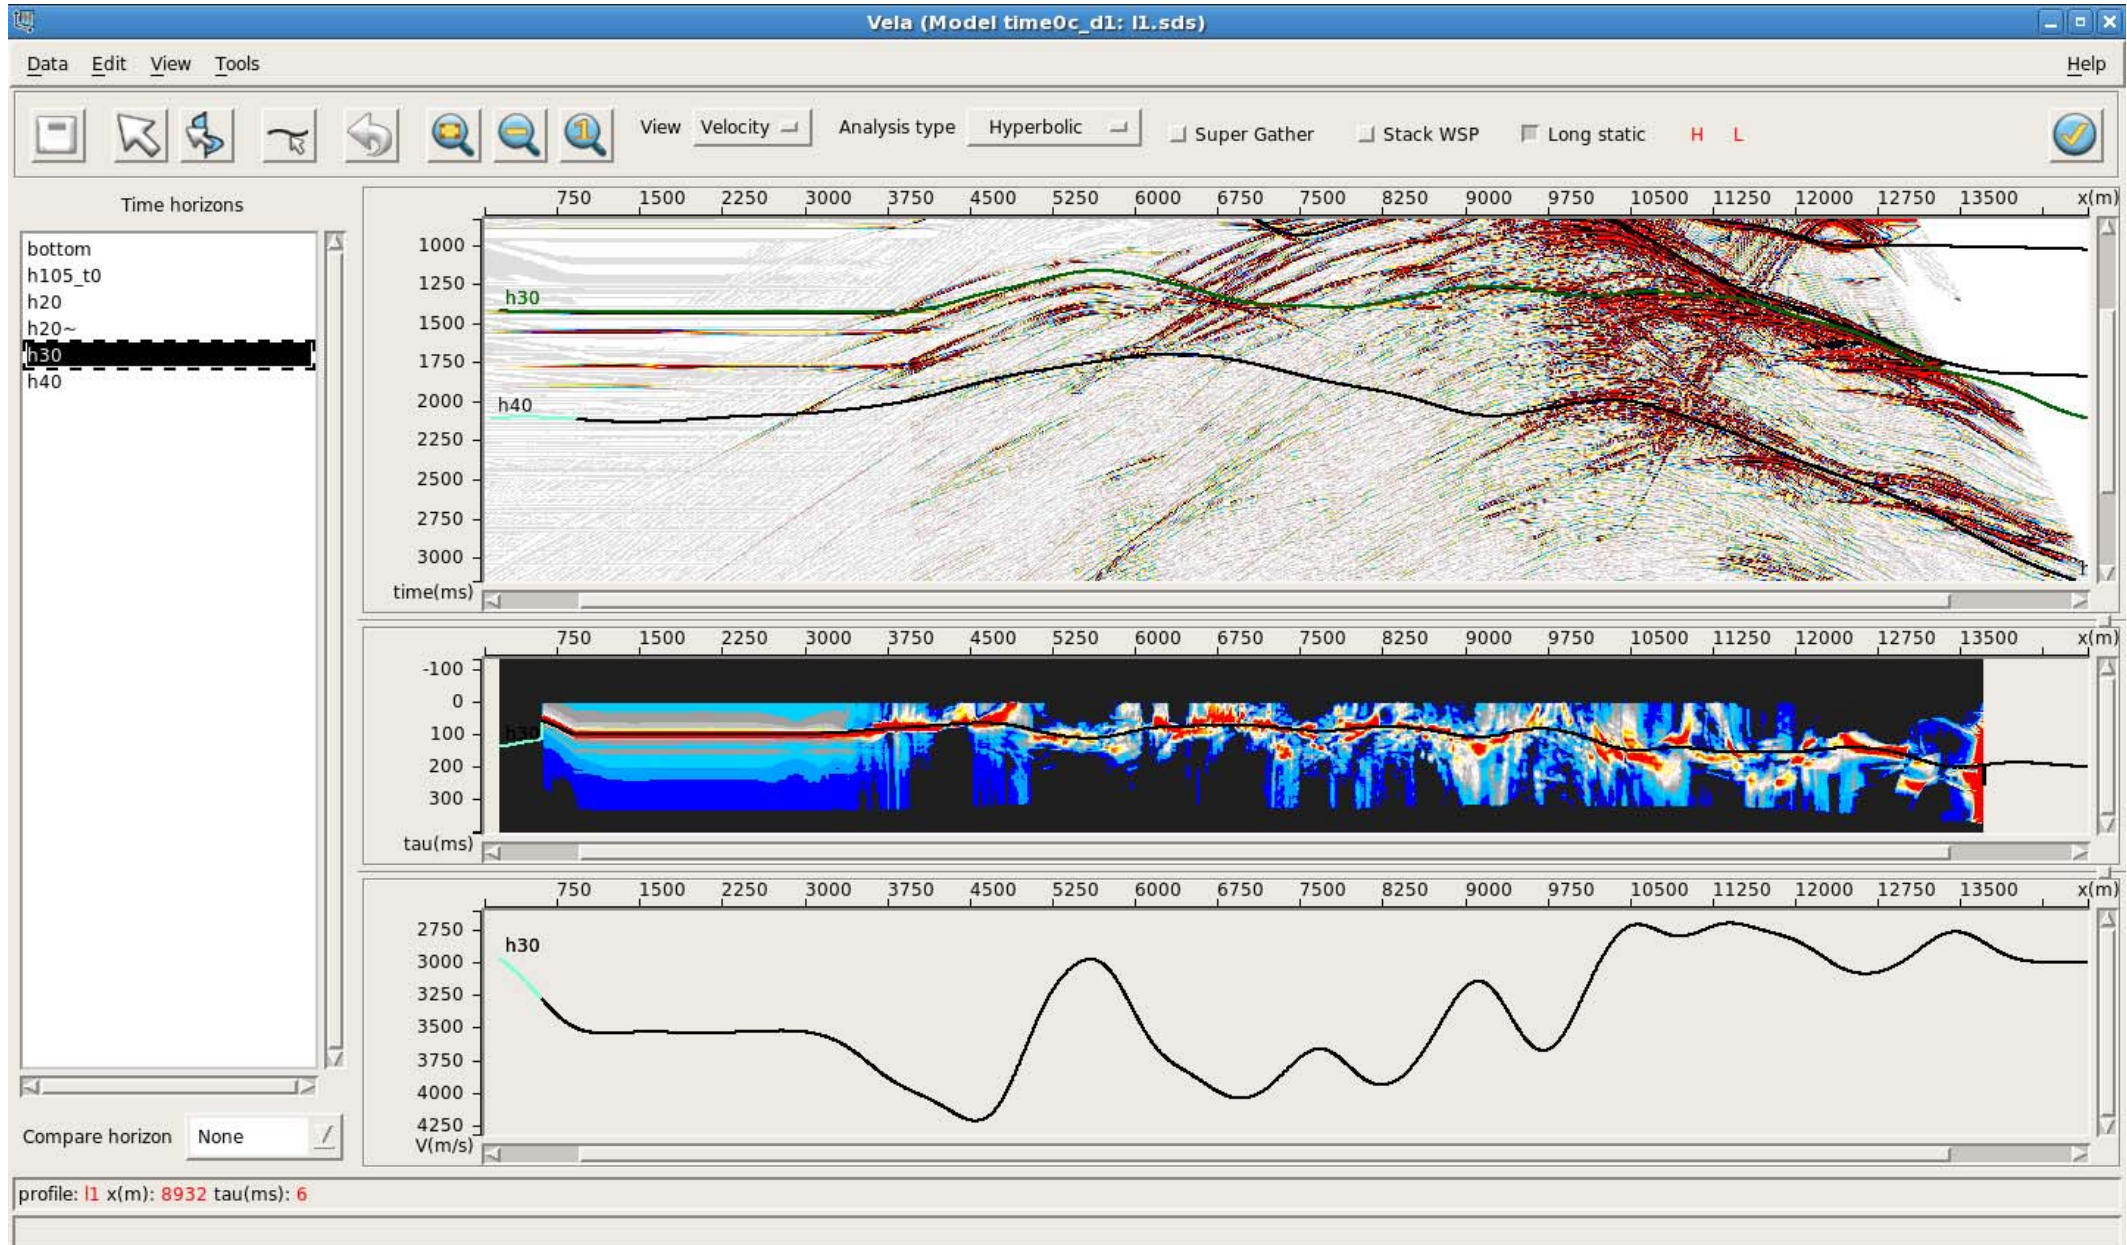 Vela (Model time0c_d1: l1.sds)
Data Edit View Tools Help
View Velocity Analysis type Hyperbolic Super Gather Stack WSP Long static H L
1
Time horizons
bottom
h105_t0
h20
h20~
h30
h40
Compare horizon None
750 1500 2250 3000 3750 4500 5250 6000 6750 7500 8250 9000 9750 10500 11250 12000 12750 13500 x(m)
1000
1250
h30
1500
1750
2000
h40
2250
2500
2750
3000
time(ms)
750 1500 2250 3000 3750 4500 5250 6000 6750 7500 8250 9000 9750 10500 11250 12000 12750 13500 x(m)
-100
0
100
h30
200
300
tau(ms)
750 1500 2250 3000 3750 4500 5250 6000 6750 7500 8250 9000 9750 10500 11250 12000 12750 13500 x(m)
2750
h30
3000
3250
3500
3750
4000
4250
V(m/s)
profile: l1 x(m): 8932 tau(ms): 6